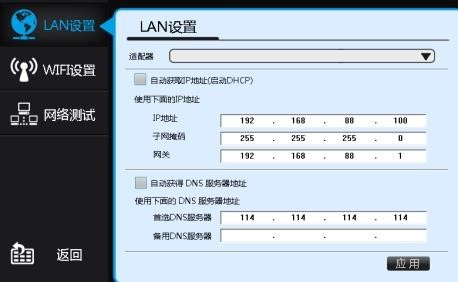 LAN设置
WIFI设置
网络测试
返回
LAN设置
适配器
自动获取IP地址(启动DHCP)
使用下面的IP地址
IP地址 192 . 168 . 88 . 100
子网掩码 255 . 255 . 255 . 0
网关 192 . 168 . 88 . 1
自动获得 DNS 服务器地址
使用下面的 DNS 服务器地址
首选DNS服务器 114 . 114 . 114 . 114
备用DNS服务器 . . .
应用